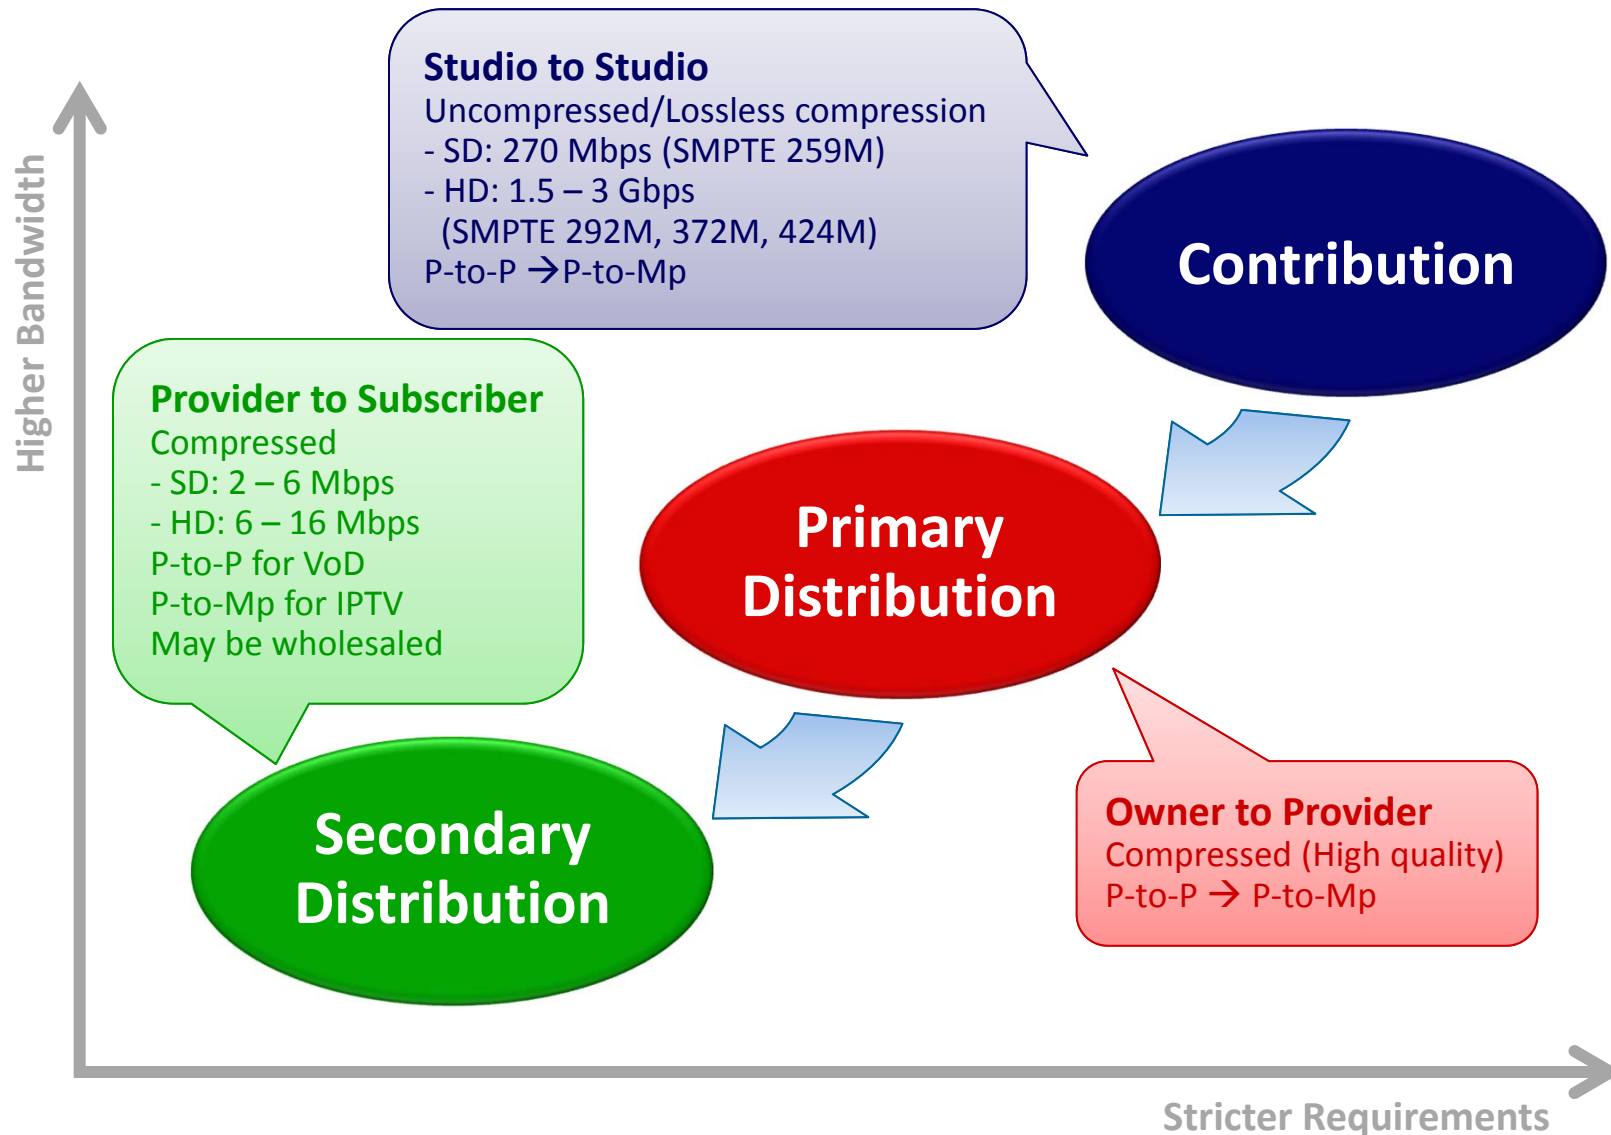 Higher Bandwidth
Studio to Studio
Uncompressed/Lossless compression
- SD: 270 Mbps (SMPTE 259M)
- HD: 1.5 – 3 Gbps
(SMPTE 292M, 372M, 424M)
P-to-P →P-to-Mp
Contribution
Provider to Subscriber
Compressed
- SD: 2 – 6 Mbps
- HD: 6 – 16 Mbps
P-to-P for VoD
P-to-Mp for IPTV
May be wholesaled
Primary
Distribution
Secondary
Distribution
Owner to Provider
Compressed (High quality)
P-to-P → P-to-Mp
Stricter Requirements